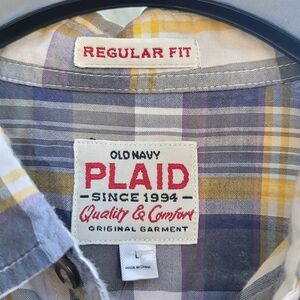 REGULAR FIT
OLD NAVY
PLAID
- SINCE 1994 -
Quality & Comfort
ORIGINAL GARMENT
L